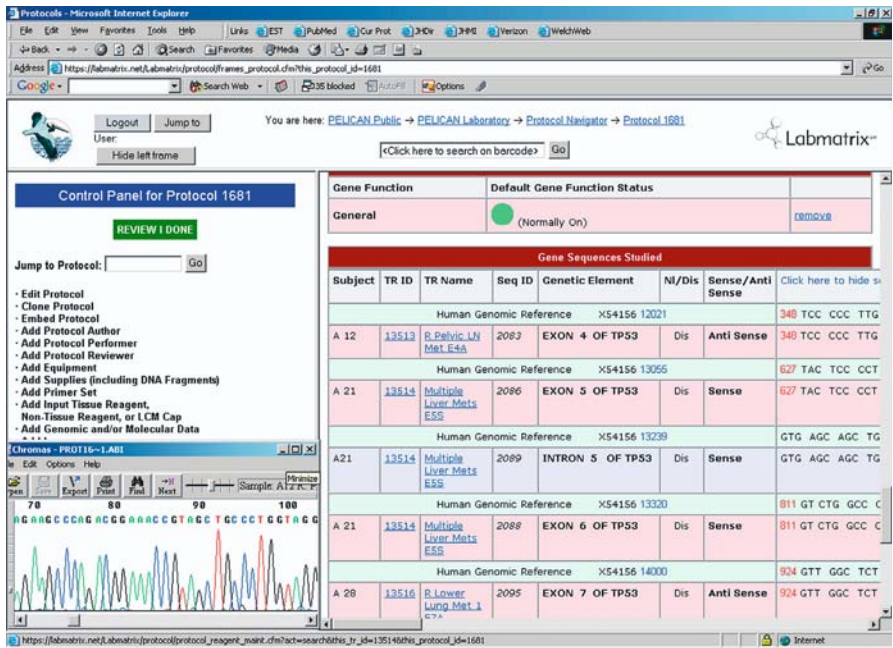 Protocols - Microsoft Internet Explorer
File Edit View Favorites Tools Help Links EST PubMed Cur Prot JHDir JHMI Verizon WelchWeb
Back Search Favorites Media
Address https://labmatrix.net/Labmatrix/protocol/frames_protocol.cfm?this_protocol_id=1681 Go
Google Search Web 235 blocked AutoFill Options
Logout Jump to
User:
Hide left frame
You are here: PELICAN Public → PELICAN Laboratory → Protocol Navigator → Protocol 1681
<Click here to search on barcode> Go
Labmatrix
Control Panel for Protocol 1681
REVIEW I DONE
Jump to Protocol: Go
· Edit Protocol
· Clone Protocol
· Embed Protocol
· Add Protocol Author
· Add Protocol Performer
· Add Protocol Reviewer
· Add Equipment
· Add Supplies (including DNA Fragments)
· Add Primer Set
· Add Input Tissue Reagent,
Non-Tissue Reagent, or LCM Cap
· Add Genomic and/or Molecular Data
Chromas - PROT16~1.ABI
le Edit Options Help
pen Save Export Print Find Next Sample: Minimize
70 80 90 100
AGAAGCCCAGACGGAAACCGTAGCTGCCCTGGTAGG
Gene Function Default Gene Function Status
General (Normally On) remove
Gene Sequences Studied
Subject TR ID TR Name Seq ID Genetic Element Nl/Dis Sense/Anti Sense Click here to hide s
Human Genomic Reference X54156 12021 348 TCC CCC TTG
A 12 13513 R Pelvic LN Met E4A 2083 EXON 4 OF TP53 Dis Anti Sense 348 TCC CCC TTG
Human Genomic Reference X54156 13055 627 TAC TCC CCT
A 21 13514 Multiple Liver Mets E5S 2086 EXON 5 OF TP53 Dis Sense 627 TAC TCC CCT
Human Genomic Reference X54156 13239 GTG AGC AGC TG
A21 13514 Multiple Liver Mets E5S 2089 INTRON 5 OF TP53 Dis Sense GTG AGC AGC TG
Human Genomic Reference X54156 13320 811 GT CTG GCC C
A 21 13514 Multiple Liver Mets E5S 2088 EXON 6 OF TP53 Dis Sense 811 GT CTG GCC C
Human Genomic Reference X54156 14000 924 GTT GGC TCT
A 28 13516 R Lower Lung Met 1 2095 EXON 7 OF TP53 Dis Anti Sense 924 GTT GGC TCT
https://labmatrix.net/Labmatrix/protocol/protocol_reagent_maint.cfm?act=search&this_tr_id=13514&this_protocol_id=1681 Internet